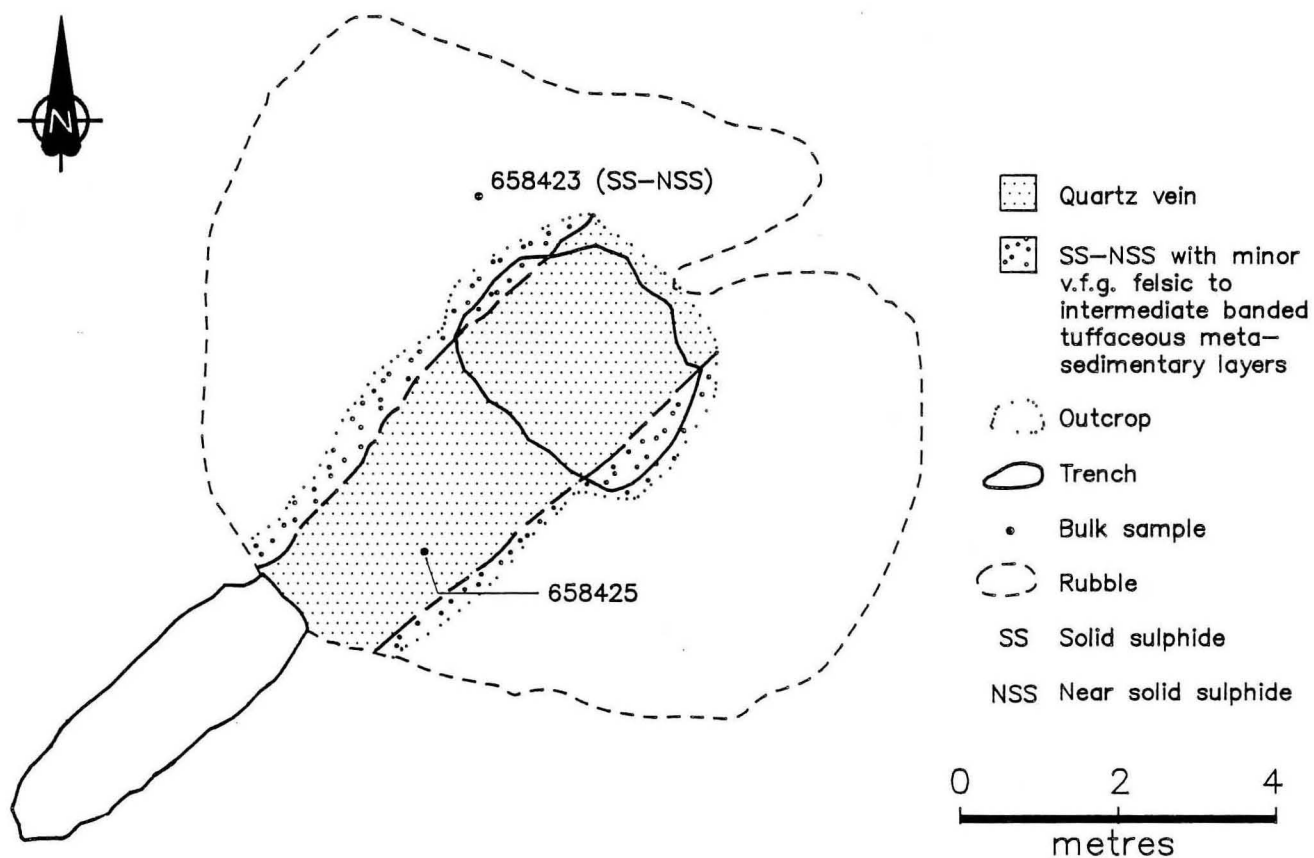 N
658423 (SS-NSS)
658425
Quartz vein
SS-NSS with minor
v.f.g. felsic to
intermediate banded
tuffaceous meta-
sedimentary layers
Outcrop
Trench
Bulk sample
Rubble
SS Solid sulphide
NSS Near solid sulphide
0 2 4
metres